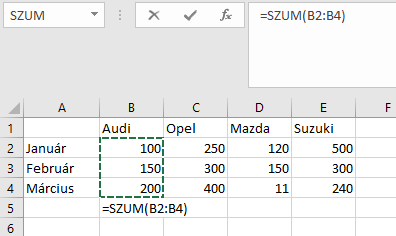 SZUM fx =SZUM(B2:B4)
A B C D E F
1 Audi Opel Mazda Suzuki
2 Január 100 250 120 500
3 Február 150 300 150 300
4 Március 200 400 11 240
5 =SZUM(B2:B4)
6